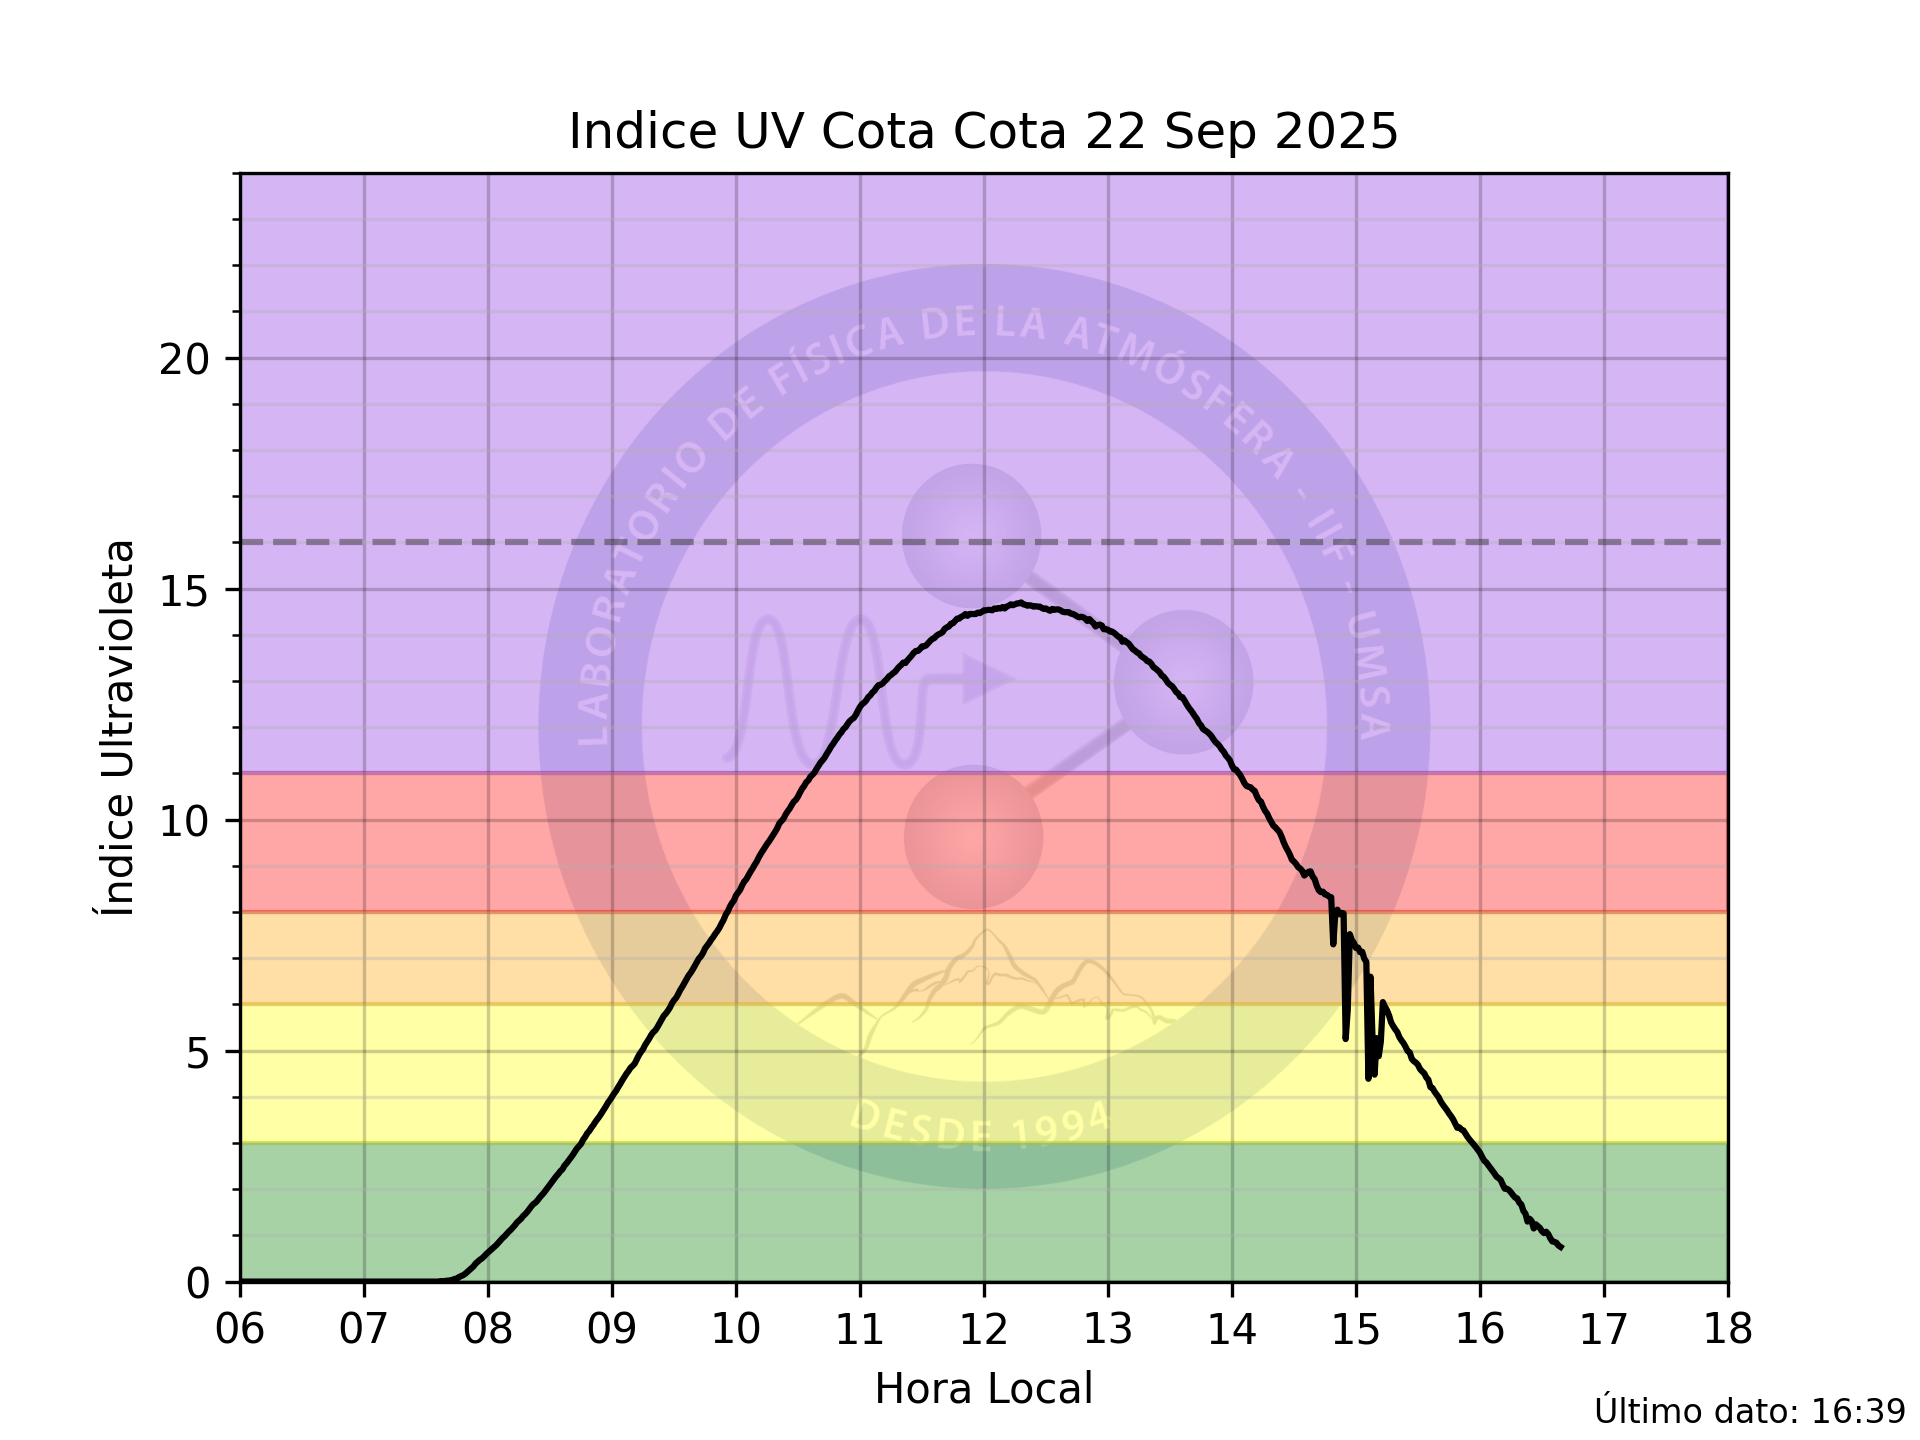 Indice UV Cota Cota 22 Sep 2025
LABORATORIO DE FÍSICA DE LA ATMÓSFERA - IIF - UMSA
DESDE 1994
Índice Ultravioleta
20
15
10
5
0
06 07 08 09 10 11 12 13 14 15 16 17 18
Hora Local
Último dato: 16:39